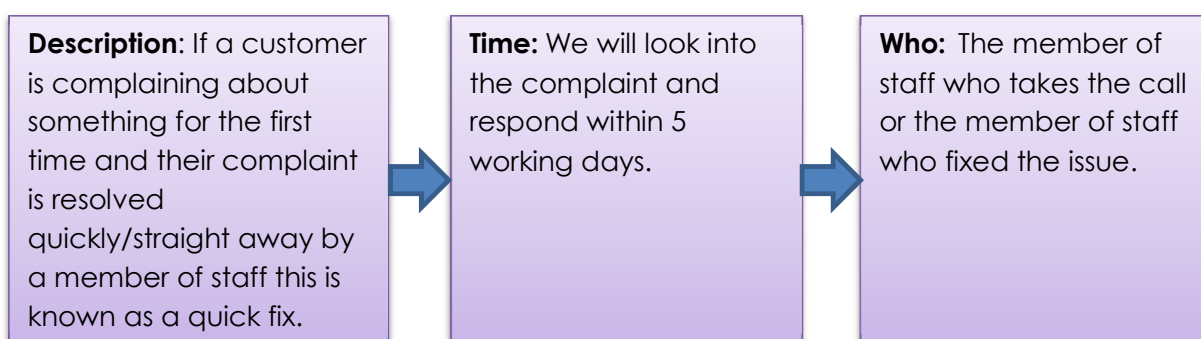 Description: If a customer
is complaining about
something for the first
time and their complaint
is resolved
quickly/straight away by
a member of staff this is
known as a quick fix.
Time: We will look into
the complaint and
respond within 5
working days.
Who: The member of
staff who takes the call
or the member of staff
who fixed the issue.